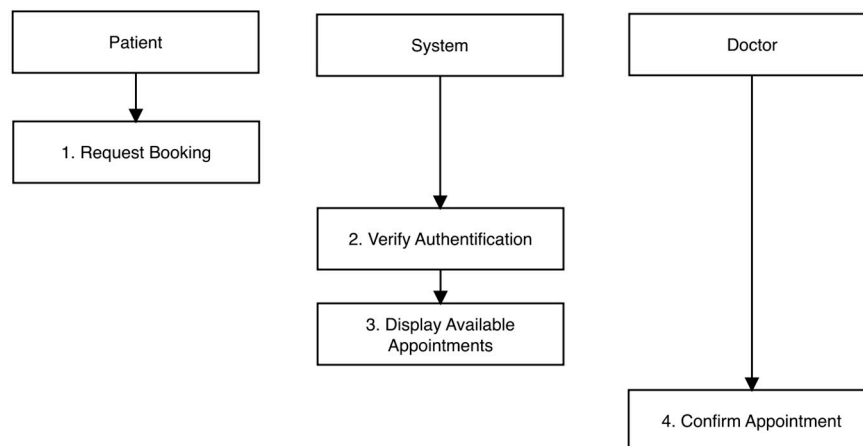 Patient
System
Doctor
1. Request Booking
2. Verify Authentification
3. Display Available
Appointments
4. Confirm Appointment